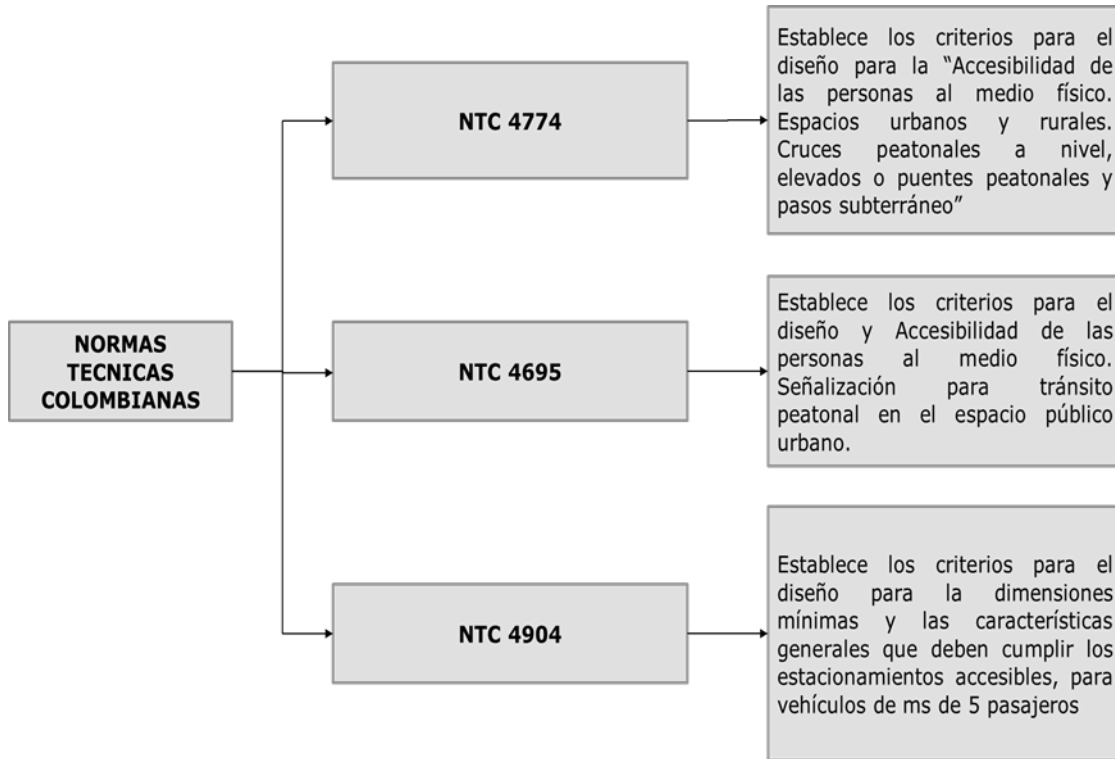 NORMAS
TECNICAS
COLOMBIANAS
NTC 4774
Establece los criterios para el
diseño para la “Accesibilidad de
las personas al medio físico.
Espacios urbanos y rurales.
Cruces peatonales a nivel,
elevados o puentes peatonales y
pasos subterráneo”
NTC 4695
Establece los criterios para el
diseño y Accesibilidad de las
personas al medio físico.
Señalización para tránsito
peatonal en el espacio público
urbano.
NTC 4904
Establece los criterios para el
diseño para la dimensiones
mínimas y las características
generales que deben cumplir los
estacionamientos accesibles, para
vehículos de ms de 5 pasajeros